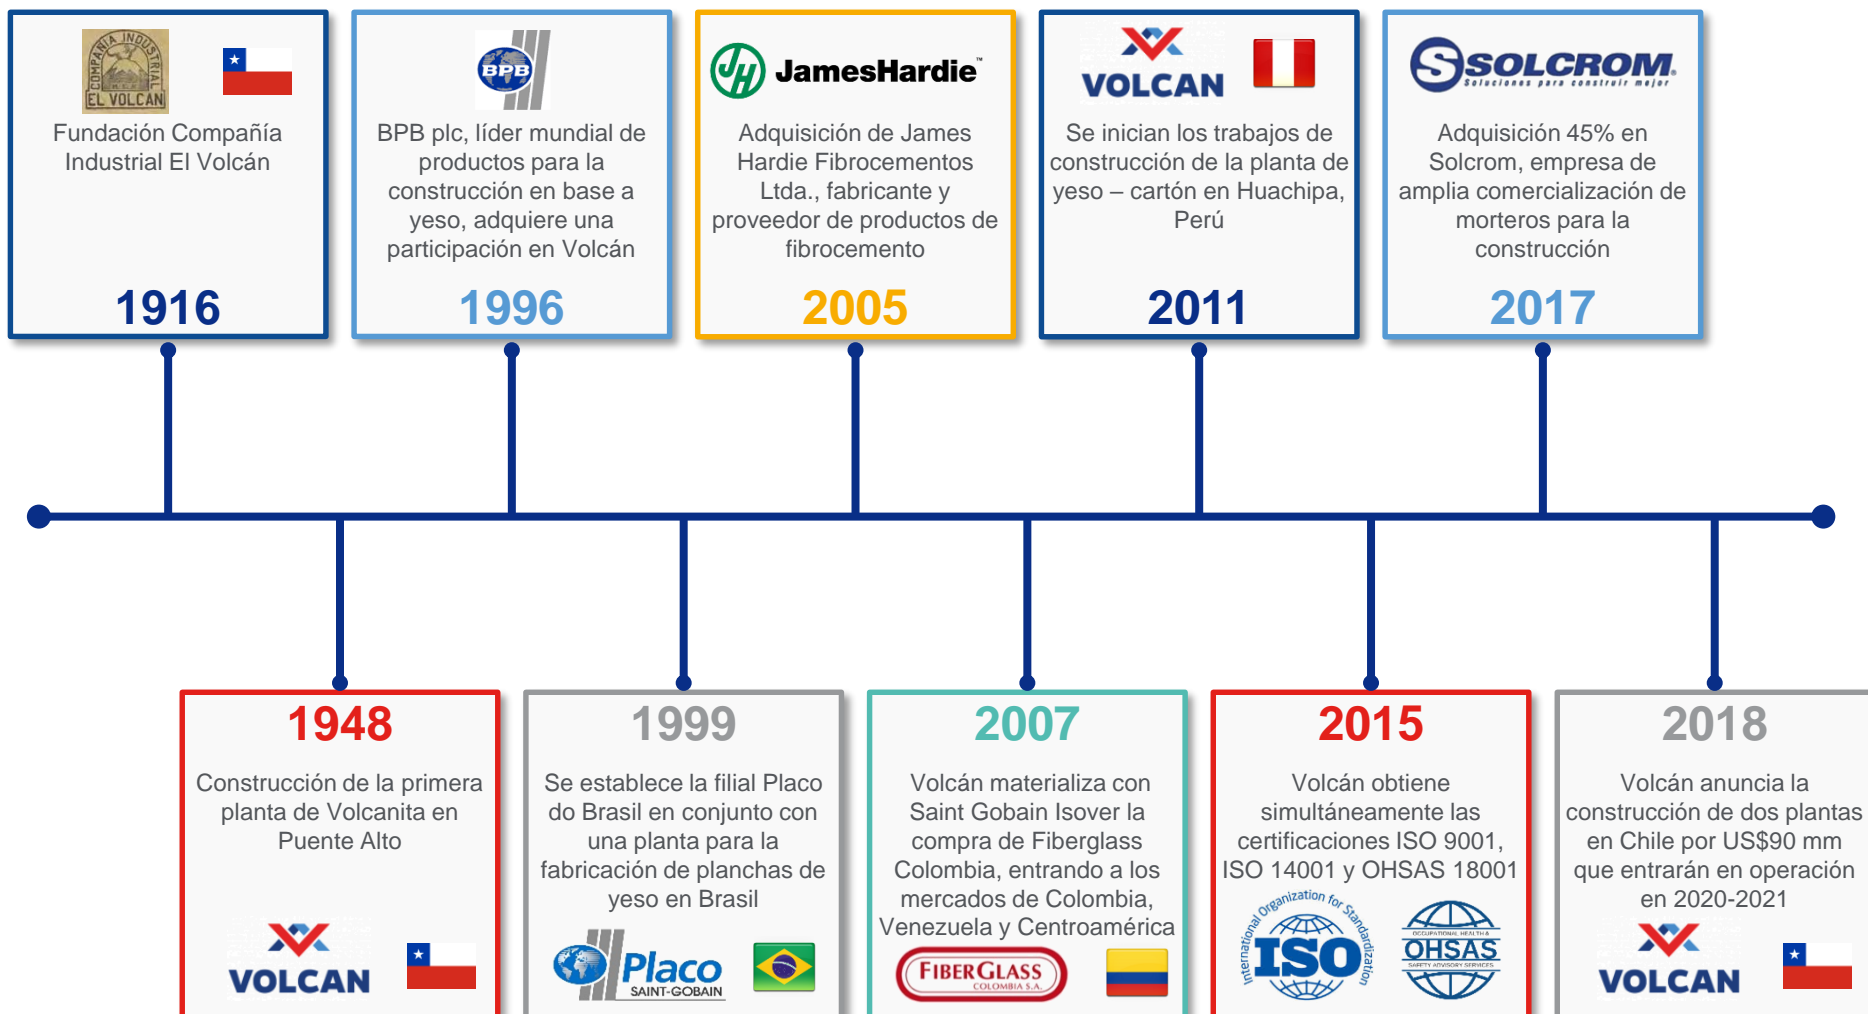 COMPAÑIA INDUSTRIAL
EL VOLCAN
Fundación Compañía
Industrial El Volcán
1916
BPB
BPB plc, líder mundial de
productos para la
construcción en base a
yeso, adquiere una
participación en Volcán
1996
JH JamesHardie™
Adquisición de James
Hardie Fibrocementos
Ltda., fabricante y
proveedor de productos de
fibrocemento
2005
VOLCAN
Se inician los trabajos de
construcción de la planta de
yeso – cartón en Huachipa,
Perú
2011
S SOLCROM
Soluciones para construir mejor
Adquisición 45% en
Solcrom, empresa de
amplia comercialización de
morteros para la
construcción
2017
1948
Construcción de la primera
planta de Volcanita en
Puente Alto
VOLCAN
1999
Se establece la filial Placo
do Brasil en conjunto con
una planta para la
fabricación de planchas de
yeso en Brasil
Placo
SAINT-GOBAIN
2007
Volcán materializa con
Saint Gobain Isover la
compra de Fiberglass
Colombia, entrando a los
mercados de Colombia,
Venezuela y Centroamérica
FIBERGLASS
COLOMBIA S.A.
2015
Volcán obtiene
simultáneamente las
certificaciones ISO 9001,
ISO 14001 y OHSAS 18001
International Organization for Standardization
ISO
OCCUPATIONAL HEALTH &
OHSAS
SAFETY ADVISORY SERVICES
2018
Volcán anuncia la
construcción de dos plantas
en Chile por US$90 mm
que entrarán en operación
en 2020-2021
VOLCAN